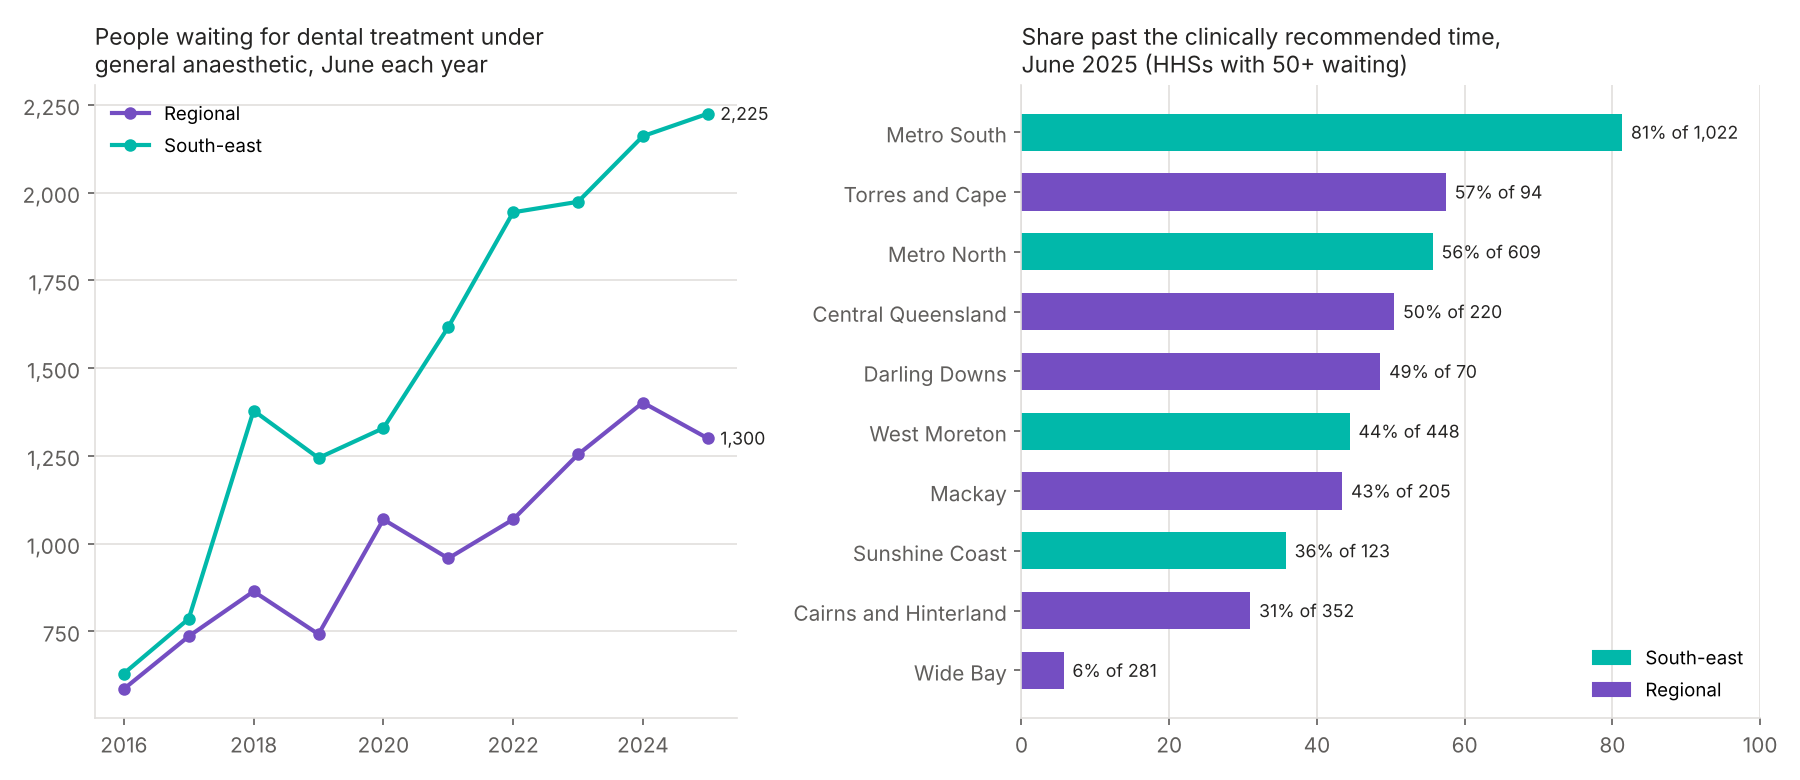 People waiting for dental treatment under
general anaesthetic, June each year
2,250
2,000
1,750
1,500
1,250
1,000
750
Regional
South-east
2,225
1,300
2016
2018
2020
2022
2024
Share past the clinically recommended time,
June 2025 (HHSs with 50+ waiting)
Metro South
81% of 1,022
Torres and Cape
57% of 94
Metro North
56% of 609
Central Queensland
50% of 220
Darling Downs
49% of 70
West Moreton
44% of 448
Mackay
43% of 205
Sunshine Coast
36% of 123
Cairns and Hinterland
31% of 352
Wide Bay
6% of 281
South-east
Regional
0
20
40
60
80
100